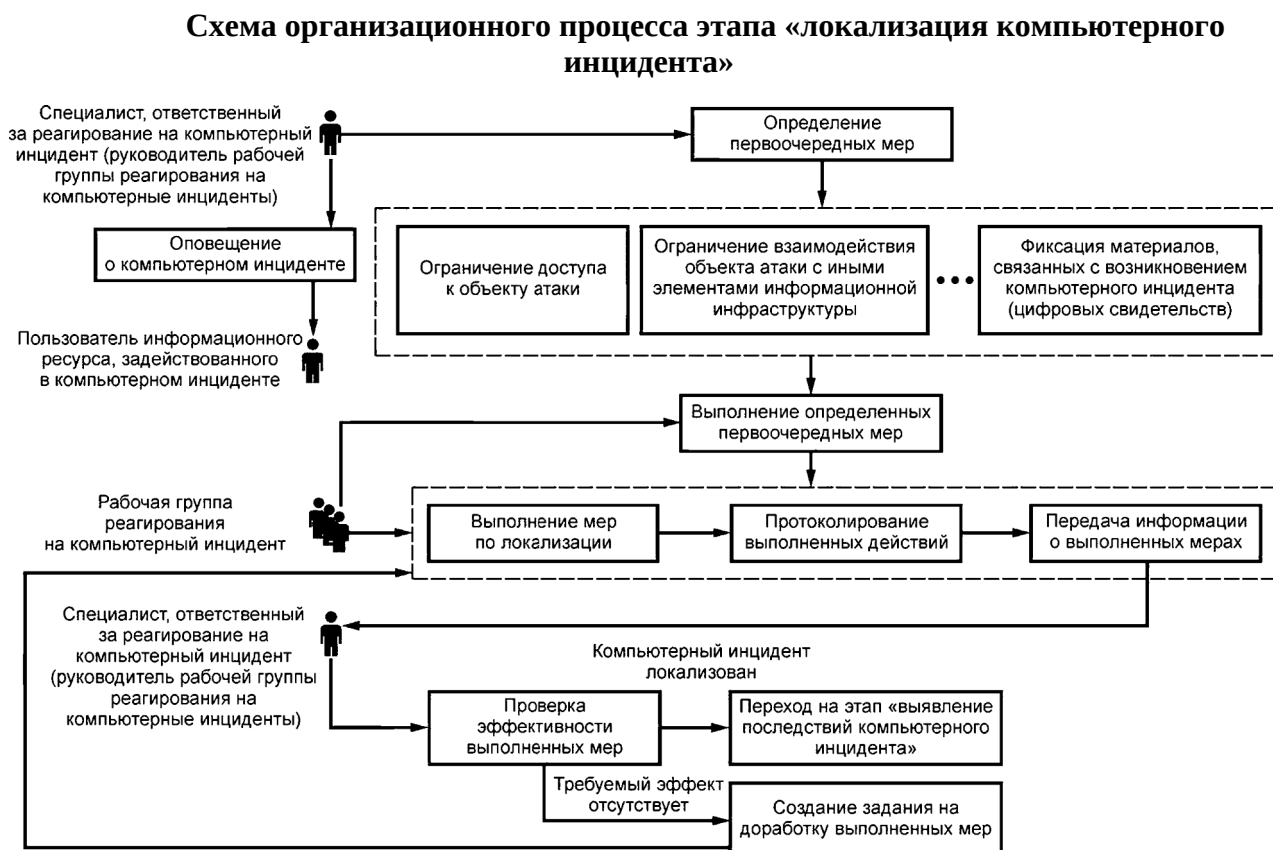 Схема организационного процесса этапа «локализация компьютерного
инцидента»
Специалист, ответственный
за реагирование на компьютерный
инцидент (руководитель рабочей
группы реагирования на
компьютерные инциденты)
Определение
первоочередных мер
Оповещение
о компьютерном инциденте
Ограничение доступа
к объекту атаки
Ограничение взаимодействия
объекта атаки с иными
элементами информационной
инфраструктуры
•••
Фиксация материалов,
связанных с возникновением
компьютерного инцидента
(цифровых свидетельств)
Пользователь информационного
ресурса, задействованного
в компьютерном инциденте
Выполнение определенных
первоочередных мер
Рабочая группа
реагирования
на компьютерный инцидент
Выполнение мер
по локализации
Протоколирование
выполненных действий
Передача информации
о выполненных мерах
Специалист, ответственный
за реагирование на
компьютерный инцидент
(руководитель рабочей группы
реагирования на
компьютерные инциденты)
Компьютерный инцидент
локализован
Проверка
эффективности
выполненных мер
Переход на этап «выявление
последствий компьютерного
инцидента»
Требуемый эффект
отсутствует
Создание задания на
доработку выполненных мер